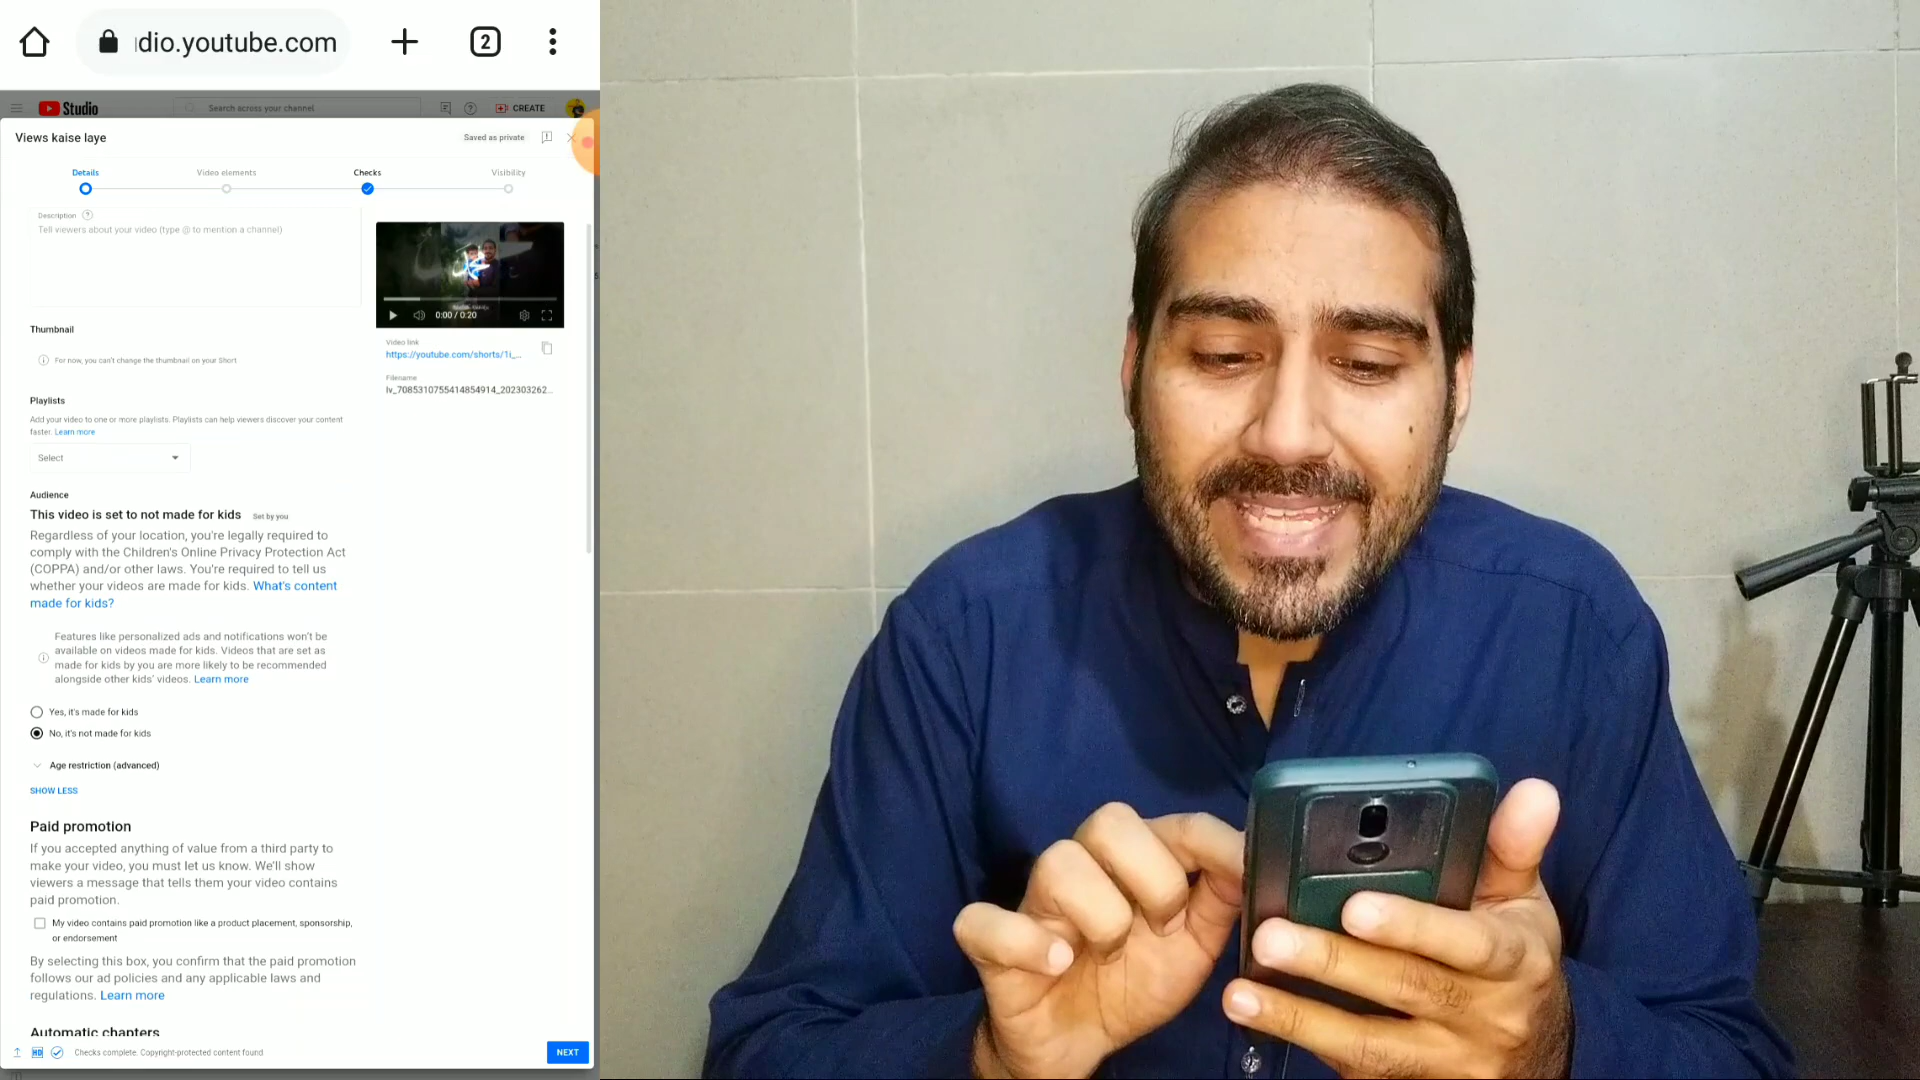 dio.youtube.com
2
Studio
Search across your channel
CREATE
Views kaise laye
Saved as private
Details
Video elements
Checks
Visibility
Description
Tell viewers about your video (type @ to mention a channel)
0:00 / 0:20
Thumbnail
For now, you can't change the thumbnail on your Short
Video link
https://youtube.com/shorts/1i_...
Filename
lv_7085310755414854914_202303262...
Playlists
Add your video to one or more playlists. Playlists can help viewers discover your content
faster. Learn more
Select
Audience
This video is set to not made for kids Set by you
Regardless of your location, you're legally required to
comply with the Children's Online Privacy Protection Act
(COPPA) and/or other laws. You're required to tell us
whether your videos are made for kids. What's content
made for kids?
Features like personalized ads and notifications won't be
available on videos made for kids. Videos that are set as
made for kids by you are more likely to be recommended
alongside other kids' videos. Learn more
Yes, it's made for kids
No, it's not made for kids
Age restriction (advanced)
SHOW LESS
Paid promotion
If you accepted anything of value from a third party to
make your video, you must let us know. We'll show
viewers a message that tells them your video contains
paid promotion.
My video contains paid promotion like a product placement, sponsorship,
or endorsement
By selecting this box, you confirm that the paid promotion
follows our ad policies and any applicable laws and
regulations. Learn more
Automatic chapters
HD
Checks complete. Copyright-protected content found
NEXT